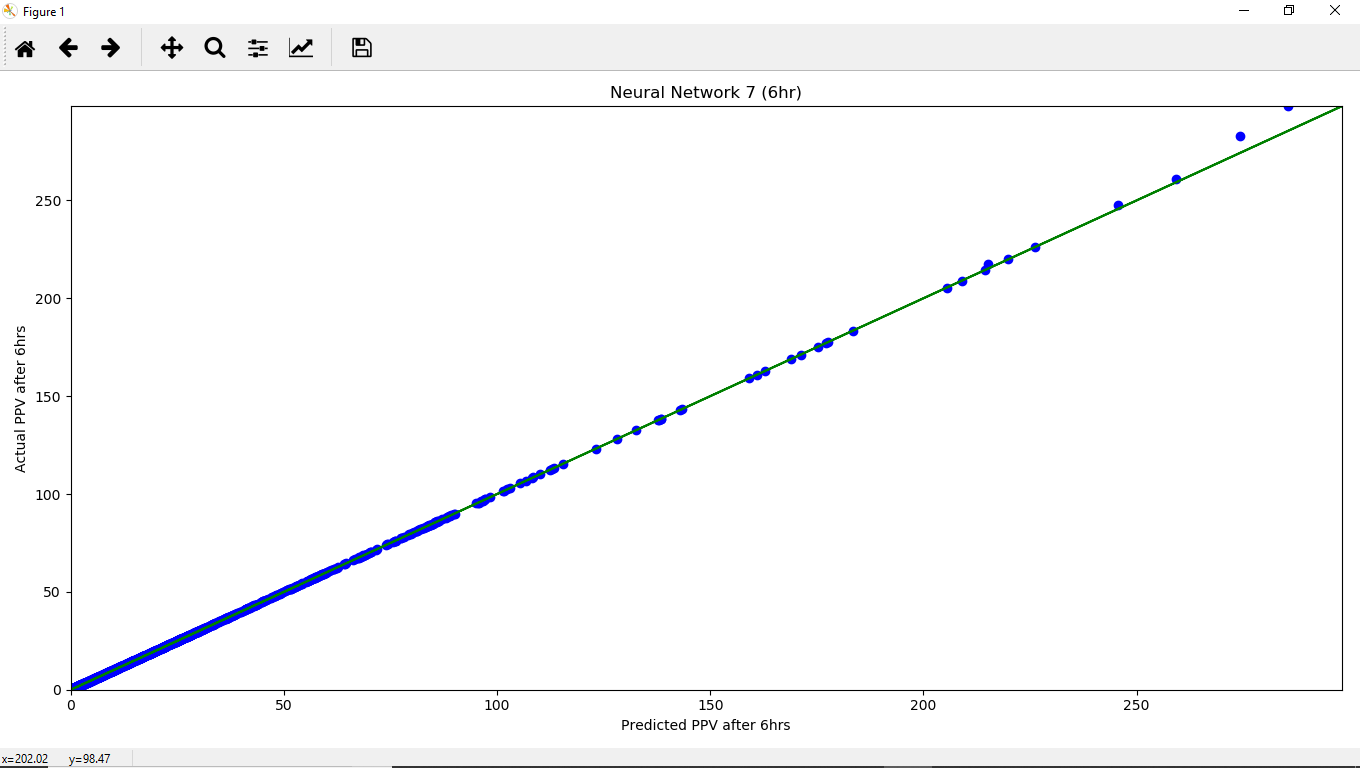 Figure 1
Neural Network 7 (6hr)
Actual PPV after 6hrs
250
200
150
100
50
0
0 50 100 150 200 250
Predicted PPV after 6hrs
x=202.02 y=98.47